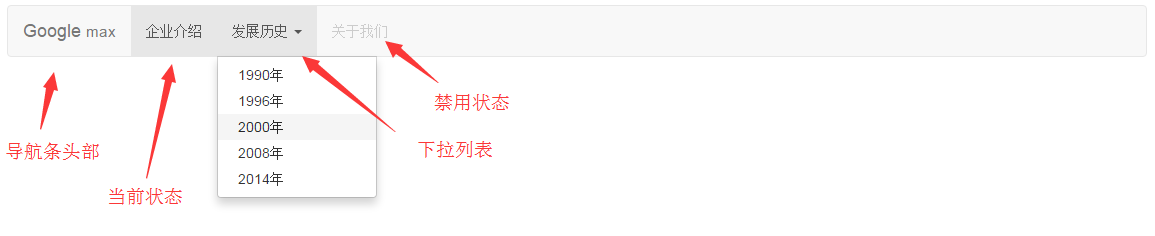 Google max 企业介绍 发展历史 关于我们
1990年
1996年
2000年
2008年
2014年
禁用状态
下拉列表
导航条头部
当前状态